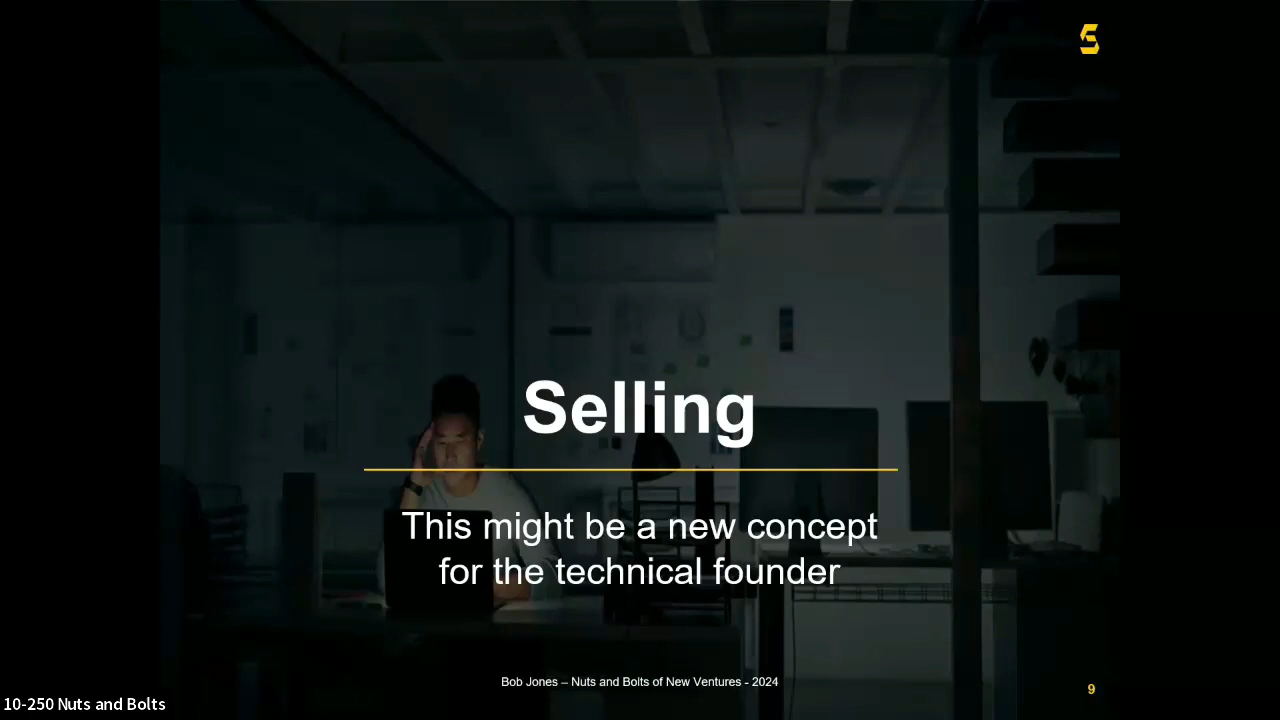 Selling
This might be a new concept
for the technical founder
Bob Jones – Nuts and Bolts of New Ventures - 2024
9
10-250 Nuts and Bolts